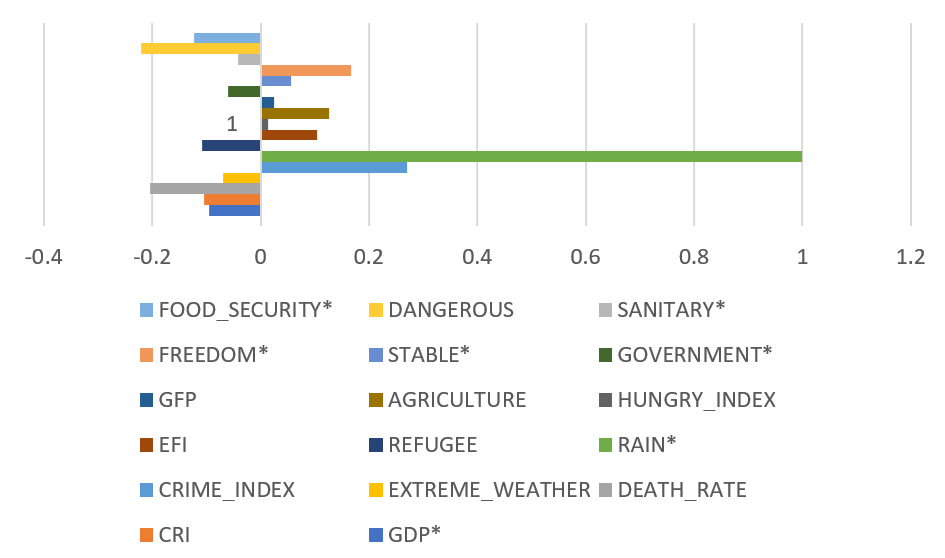 1
-0.4 -0.2 0 0.2 0.4 0.6 0.8 1 1.2
FOOD_SECURITY* DANGEROUS SANITARY*
FREEDOM* STABLE* GOVERNMENT*
GFP AGRICULTURE HUNGRY_INDEX
EFI REFUGEE RAIN*
CRIME_INDEX EXTREME_WEATHER DEATH_RATE
CRI GDP*